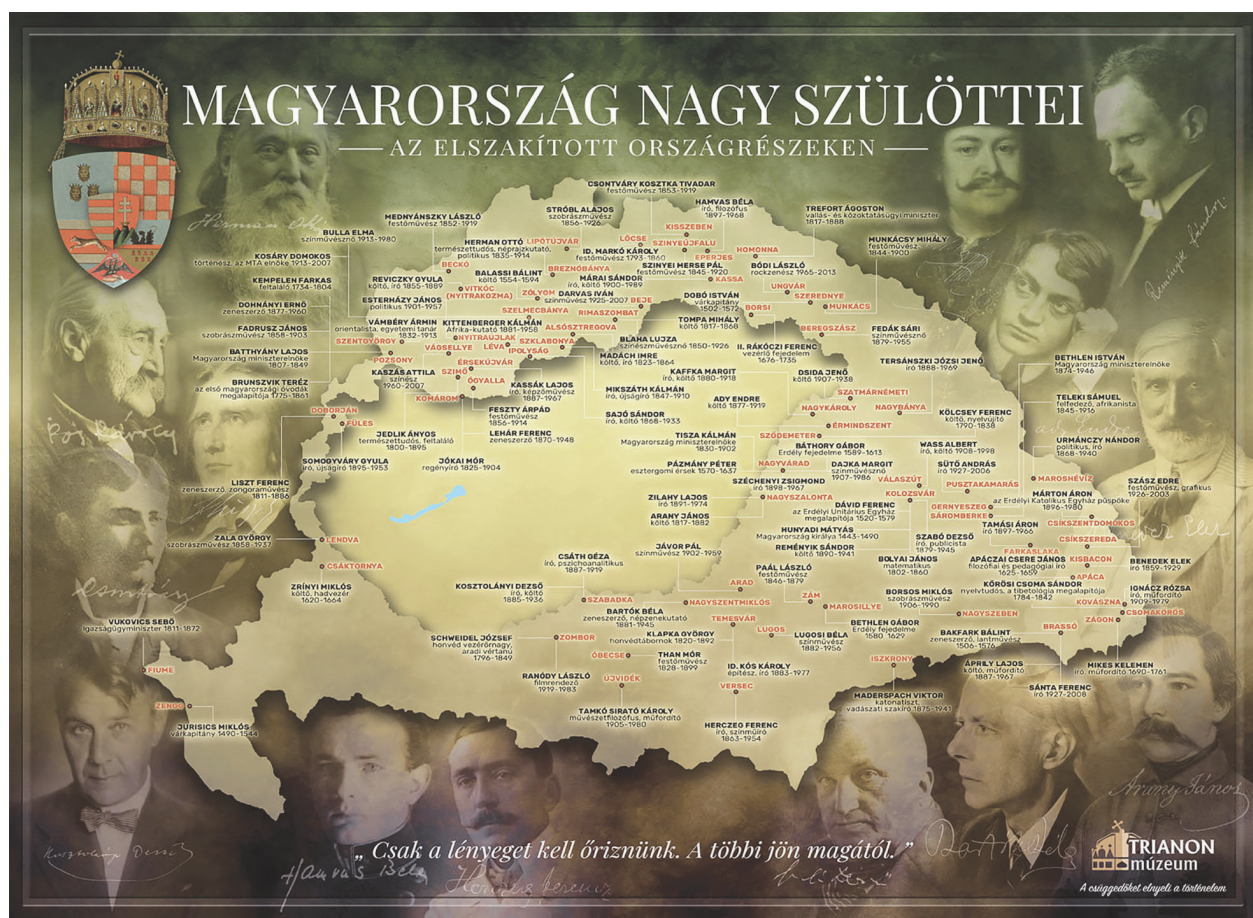 MAGYARORSZÁG NAGY SZÜLÖTTEI
AZ ELSZAKÍTOTT ORSZÁGRÉSZEKEN
CSONTVÁRY KOSZTKA TIVADAR
festőművész 1853-1919
HAMVAS BÉLA
író, filozófus
1897-1968
TREFORT ÁGOSTON
vallás- és közoktatásügyi miniszter
1817-1888
STRÓBL ALAJOS
szobrászművész
1856-1926
MEDNYÁNSZKY LÁSZLÓ
festőművész 1852-1919
BULLA ELMA
színművésznő 1913-1980
KISSZEBEN
LŐCSE
SZINYEÚJFALU
EPERJES
HOMONNA
MUNKÁCSY MIHÁLY
festőművész
1844-1900
HERMAN OTTÓ
természettudós, néprajzkutató,
politikus 1835-1914
LIPÓTÚJVÁR
ID. MARKÓ KÁROLY
festőművész 1793-1860
KOSÁRY DOMOKOS
történész, az MTA elnöke 1913-2007
BECKÓ
BALASSI BÁLINT
költő 1554-1594
BREZNÓBÁNYA
SZINYEI MERSE PÁL
festőművész 1845-1920
BÓDI LÁSZLÓ
rockzenész 1965-2013
KASSA
UNGVÁR
KEMPELEN FARKAS
feltaláló 1734-1804
REVICZKY GYULA
költő, író 1855-1889
VITKÓC
(NYITRAKOZMA)
ZÓLYOM
MÁRAI SÁNDOR
író, költő 1900-1989
DARVAS IVÁN
színművész 1925-2007
BEJE
DOBÓ ISTVÁN
várkapitány
1502-1572
BORSI
SZEREDNYE
MUNKÁCS
DOHNÁNYI ERNŐ
zeneszerző 1877-1960
ESTERHÁZY JÁNOS
politikus 1901-1957
SZELMECBÁNYA
RIMASZOMBAT
TOMPA MIHÁLY
költő 1817-1868
FADRUSZ JÁNOS
szobrászművész 1858-1903
VÁMBÉRY ÁRMIN
orientalista, egyetemi tanár
1832-1913
KITTENBERGER KÁLMÁN
Afrika-kutató 1881-1958
ALSÓSZTREGOVA
BEREGSZÁSZ
FEDÁK SÁRI
színművésznő
1879-1955
SZENTGYÖRGY
NYITRAÚJLAK
SZKLABONYA
BLAHA LUJZA
színészművésznő 1850-1926
II. RÁKÓCZI FERENC
vezérlő fejedelem
1676-1735
BATTHYÁNY LAJOS
Magyarország miniszterelnöke
1807-1849
POZSONY
VÁGSELLYE
LÉVA
IPOLYSÁG
MADÁCH IMRE
költő, író 1823-1864
TERSÁNSZKY JÓZSI JENŐ
író 1888-1969
BETHLEN ISTVÁN
Magyarország miniszterelnöke
1874-1946
KASZÁS ATTILA
színész
1960-2007
ÉRSEKÚJVÁR
SZIMŐ
ÓGYALLA
KASSÁK LAJOS
író, képzőművész
1887-1967
KAFFKA MARGIT
író, költő 1880-1918
DSIDA JENŐ
költő 1907-1938
BRUNSZVIK TERÉZ
az első magyarországi óvodák
megalapítója 1775-1861
KOMÁROM
MIKSZÁTH KÁLMÁN
író, újságíró 1847-1910
SZATMÁRNÉMETI
TELEKI SÁMUEL
felfedező, afrikanista
1845-1916
DOBORJÁN
FÜLES
FESZTY ÁRPÁD
festőművész
1856-1914
SAJÓ SÁNDOR
író, költő 1868-1933
ADY ENDRE
költő 1877-1919
NAGYKÁROLY
NAGYBÁNYA
KÖLCSEY FERENC
költő, nyelvújító
1790-1838
JEDLIK ÁNYOS
természettudós, feltaláló
1800-1895
LEHÁR FERENC
zeneszerző 1870-1948
ÉRMINDSZENT
SZŐDEMETER
TISZA KÁLMÁN
Magyarország miniszterelnöke
1830-1902
URMÁNCZY NÁNDOR
politikus, író
1868-1940
SOMOGYVÁRY GYULA
író, újságíró 1895-1953
JÓKAI MÓR
regényíró 1825-1904
BÁTHORY GÁBOR
Erdély fejedelme 1589-1613
WASS ALBERT
író, költő 1908-1998
PÁZMÁNY PÉTER
esztergomi érsek 1570-1637
NAGYVÁRAD
DAJKA MARGIT
színművésznő
1907-1986
SÜTŐ ANDRÁS
író 1927-2006
LISZT FERENC
zeneszerző, zongoraművész
1811-1886
SZÉCHENYI ZSIGMOND
író 1898-1967
VÁLASZÚT
PUSZTAKAMARÁS
MAROSHÉVÍZ
SZÁSZ EDRE
festőművész, grafikus
1926-2003
ZILAHY LAJOS
író 1891-1974
NAGYSZALONTA
KOLOZSVÁR
MÁRTON ÁRON
az Erdélyi Katolikus Egyház püspöke
1896-1980
ARANY JÁNOS
költő 1817-1882
DÁVID FERENC
az Erdélyi Unitárius Egyház
megalapítója 1520-1579
GERNYESZEG
SÁROMBERKE
CSÍKSZENTDOMOKOS
HUNYADI MÁTYÁS
Magyarország királya 1443-1490
TAMÁSI ÁRON
író 1897-1966
ZALA GYÖRGY
szobrászművész 1858-1937
LENDVA
JÁVOR PÁL
színművész 1902-1959
REMÉNYIK SÁNDOR
költő 1890-1941
SZABÓ DEZSŐ
író, publicista
1879-1945
FARKASLAKA
CSÍKSZEREDA
CSÁTH GÉZA
író, pszichoanalitikus
1887-1919
BOLYAI JÁNOS
matematikus
1802-1860
APÁCZAI CSERE JÁNOS
filozófiai és pedagógiai író
1625-1659
KISBACON
BENEDEK ELEK
író 1859-1929
CSÁKTORNYA
PAÁL LÁSZLÓ
festőművész
1846-1879
APÁCA
ZRÍNYI MIKLÓS
költő, hadvezér
1620-1664
KOSZTOLÁNYI DEZSŐ
író, költő
1885-1936
ARAD
ZÁM
BORSOS MIKLÓS
szobrászművész
1906-1990
KŐRÖSI CSOMA SÁNDOR
nyelvtudós, a tibetológia megalapítója
1784-1842
IGNÁCZ RÓZSA
író, műfordító
1909-1979
SZABADKA
NAGYSZENTMIKLÓS
MAROSILLYE
KOVÁSZNA
CSOMAKŐRÖS
BARTÓK BÉLA
zeneszerző, népzenekutató
1881-1945
TEMESVÁR
BETHLEN GÁBOR
Erdély fejedelme
1580 1629
NAGYSZEBEN
ZÁGON
VUKOVICS SEBŐ
Igazságügyminiszter 1811-1872
SCHWEIDEL JÓZSEF
honvéd vezérőrnagy,
aradi vértanú
1796-1849
ZOMBOR
KLAPKA GYÖRGY
honvédtábornok 1820-1892
LUGOS
LUGOSI BÉLA
színművész
1882-1956
BAKFARK BÁLINT
zeneszerző, lantművész
1506-1576
BRASSÓ
ÓBECSE
THAN MÓR
festőművész
1828-1899
ISZKRONY
ÁPRILY LAJOS
költő, műfordító
1887-1967
MIKES KELEMEN
író, műfordító 1690-1761
FIUME
RANÓDY LÁSZLÓ
filmrendező
1919-1983
ÚJVIDÉK
ID. KÓS KÁROLY
építész, író 1883-1977
VERSEC
SÁNTA FERENC
író 1927-2008
ZENGG
TAMKÓ SIRATÓ KÁROLY
művészetfilozófus, műfordító
1905-1980
MADERSPACH VIKTOR
katonatiszt,
vadászati szakíró 1875-1941
JURISICS MIKLÓS
várkapitány 1490-1544
HERCZEG FERENC
író, színműíró
1863-1954
„ Csak a lényeget kell őriznünk. A többi jön magától. ”
TRIANON
múzeum
A csüggedőket elnyeli a történelem